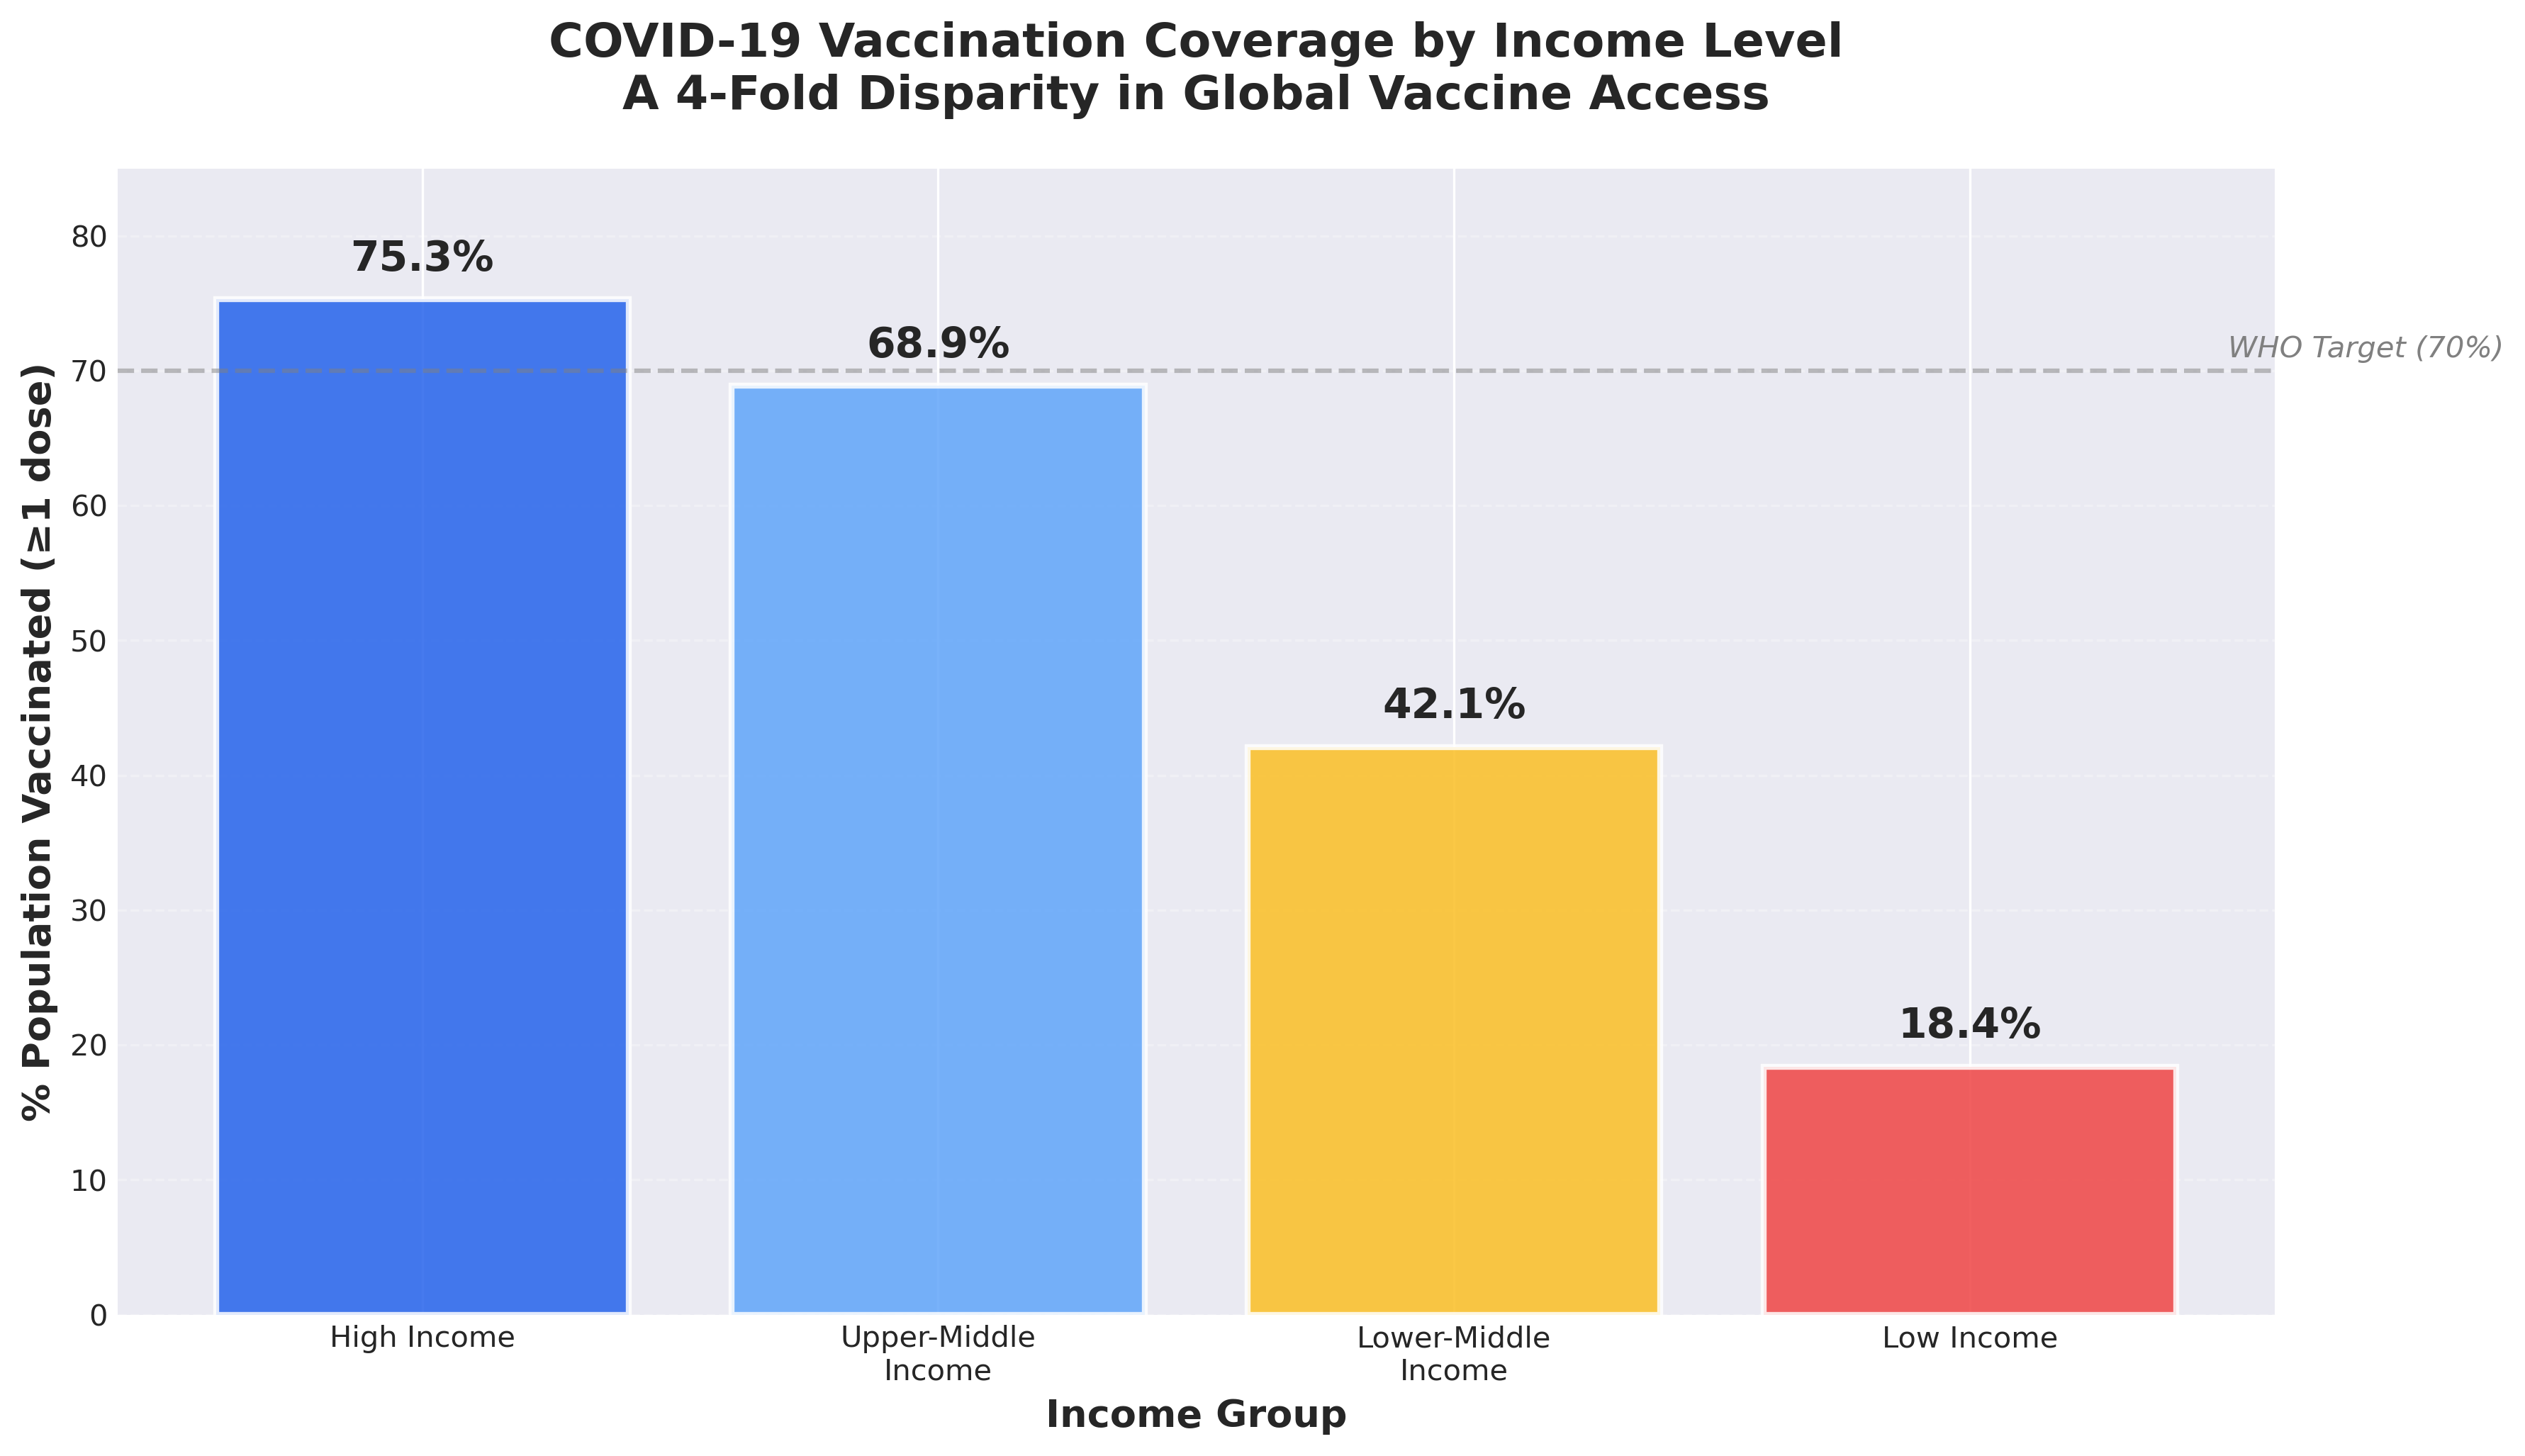 COVID-19 Vaccination Coverage by Income Level
A 4-Fold Disparity in Global Vaccine Access
% Population Vaccinated (≥1 dose)
80
70
60
50
40
30
20
10
0
75.3%
68.9%
42.1%
18.4%
WHO Target (70%)
High Income
Upper-Middle
Income
Lower-Middle
Income
Low Income
Income Group